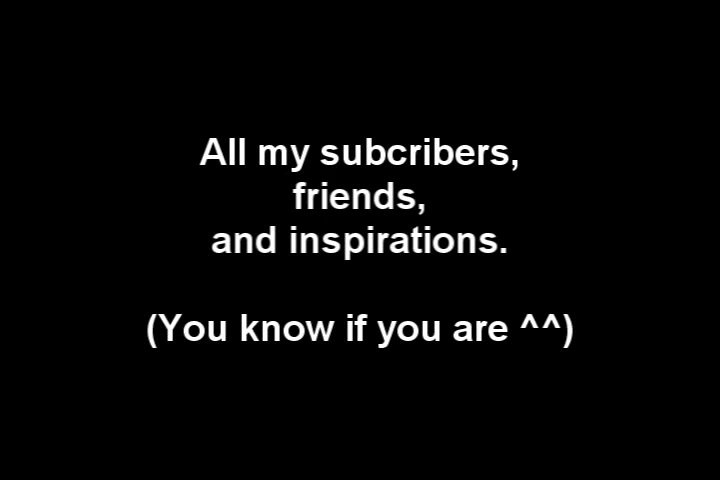 All my subcribers,
friends,
and inspirations.
(You know if you are ^^)